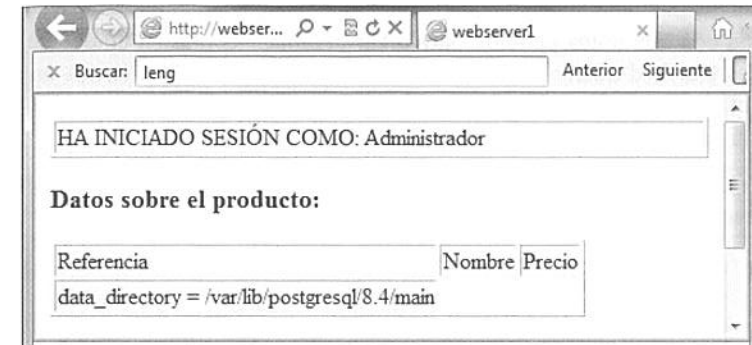 http://webser...
webserver1
Buscar: leng
Anterior Siguiente
HA INICIADO SESIÓN COMO: Administrador
Datos sobre el producto:
Referencia Nombre Precio
data_directory = /var/lib/postgresql/8.4/main